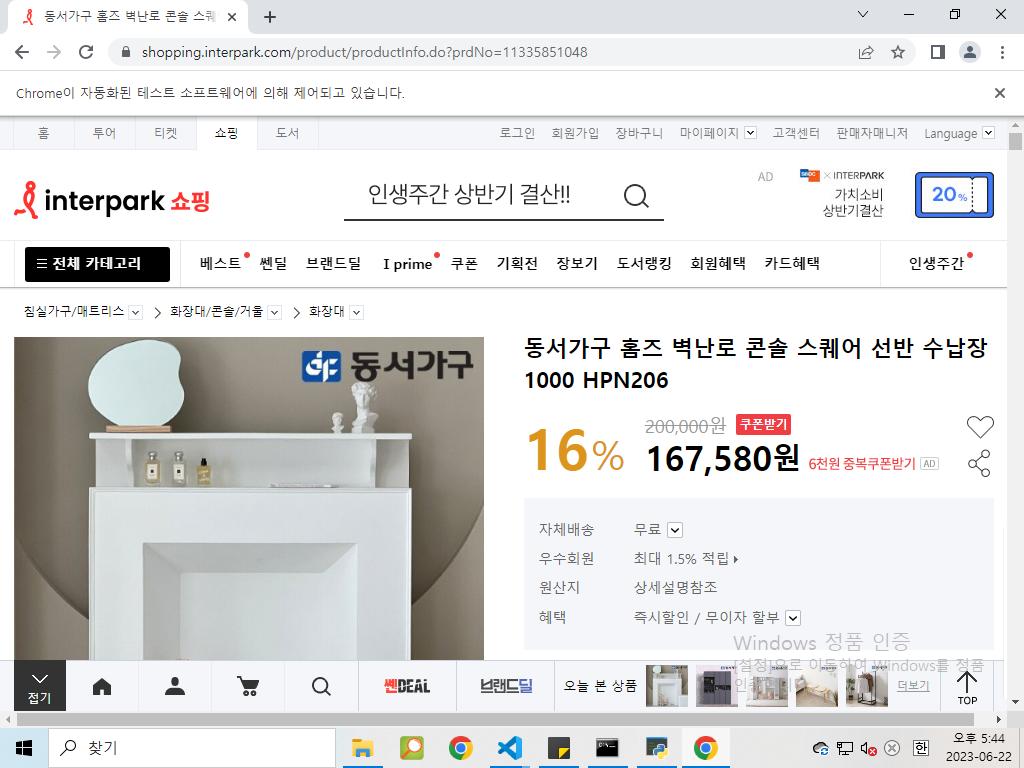 동서가구 홈즈 벽난로 콘솔 스퀘
shopping.interpark.com/product/productInfo.do?prdNo=11335851048
Chrome이 자동화된 테스트 소프트웨어에 의해 제어되고 있습니다.
홈 투어 티켓 쇼핑 도서 로그인 회원가입 장바구니 마이페이지 고객센터 판매자매니저 Language
interpark 쇼핑
인생주간 상반기 결산!!
AD
× INTERPARK
가치소비
상반기결산
20%
전체 카테고리 베스트 쎈딜 브랜드딜 I prime 쿠폰 기획전 장보기 도서랭킹 회원혜택 카드혜택 인생주간
침실가구/매트리스 > 화장대/콘솔/거울 > 화장대
동서가구
동서가구 홈즈 벽난로 콘솔 스퀘어 선반 수납장
1000 HPN206
16%
200,000원 쿠폰받기
167,580원 6천원 중복쿠폰받기 AD
자체배송 무료
우수회원 최대 1.5% 적립
원산지 상세설명참조
혜택 즉시할인 / 무이자 할부
Windows 정품 인증
[설정]으로 이동하여 Windows를 정품
접기
쎈DEAL
브랜드딜
오늘 본 상품
더보기
TOP
찾기
한
오후 5:44
2023-06-22